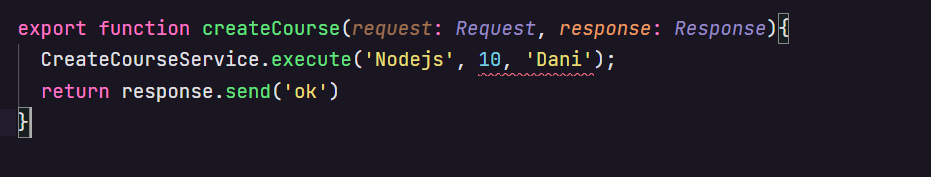 export function createCourse(request: Request, response: Response){
CreateCourseService.execute('Nodejs', 10, 'Dani');
return response.send('ok')
}